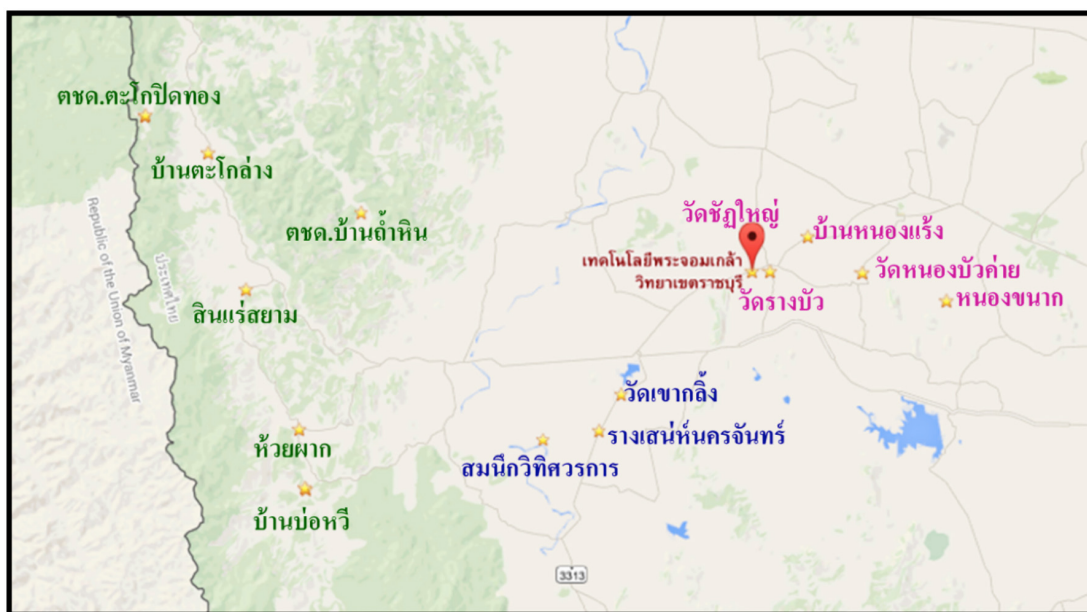 ตชด.ตะโกปิดทอง
บ้านตะโกล่าง
ตชด.บ้านถ้ำหิน
สินแร่สยาม
ห้วยผาก
บ้านบ่อหวี
Republic of the Union of Myanmar
ประเทศไทย
วัดชัฏใหญ่
บ้านหนองแร้ง
เทคโนโลยีพระจอมเกล้า
วิทยาเขตราชบุรี
วัดหนองบัวค่าย
วัดรางบัว
หนองขนาก
วัดเขากลิ้ง
รางเสน่ห์นครจันทร์
สมนึกวิทิศวรการ
3313